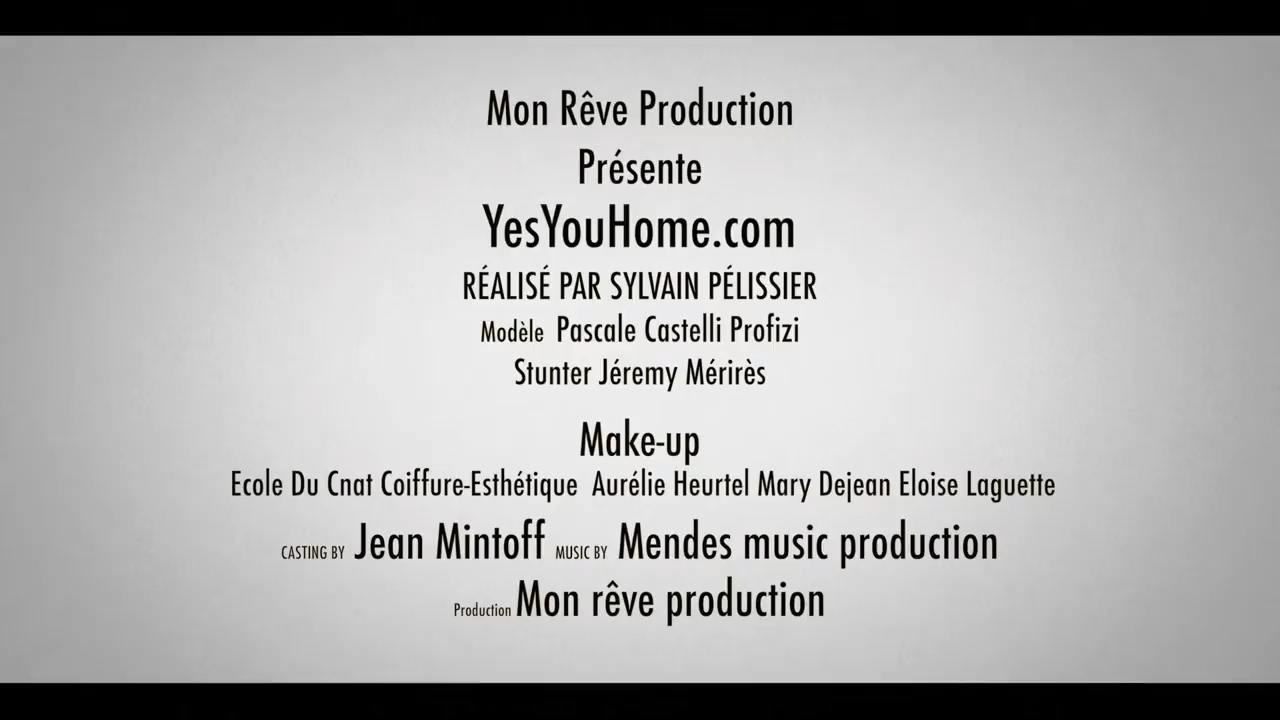 Mon Rêve Production
Présente
YesYouHome.com
RÉALISÉ PAR SYLVAIN PÉLISSIER
Modèle Pascale Castelli Profizi
Stunter Jéremy Mérirès
Make-up
Ecole Du Cnat Coiffure-Esthétique Aurélie Heurtel Mary Dejean Eloise Laguette
CASTING BY Jean Mintoff MUSIC BY Mendes music production
Production Mon rêve production